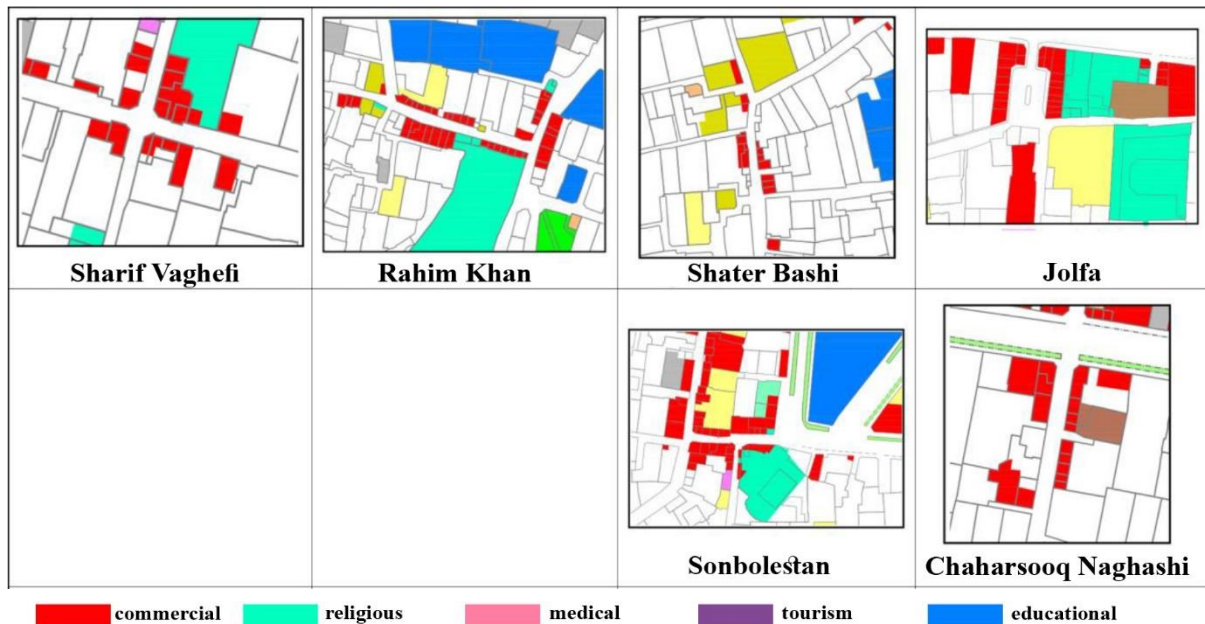 Sharif Vaghefi
Rahim Khan
Shater Bashi
Jolfa
Sonbolestan
Chaharsooq Naghashi
commercial
religious
medical
tourism
educational